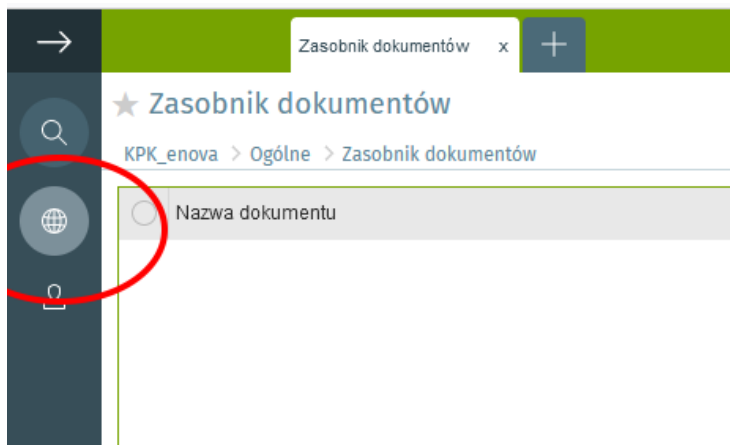 Zasobnik dokumentów x
Zasobnik dokumentów
KPK_enova > Ogólne > Zasobnik dokumentów
Nazwa dokumentu